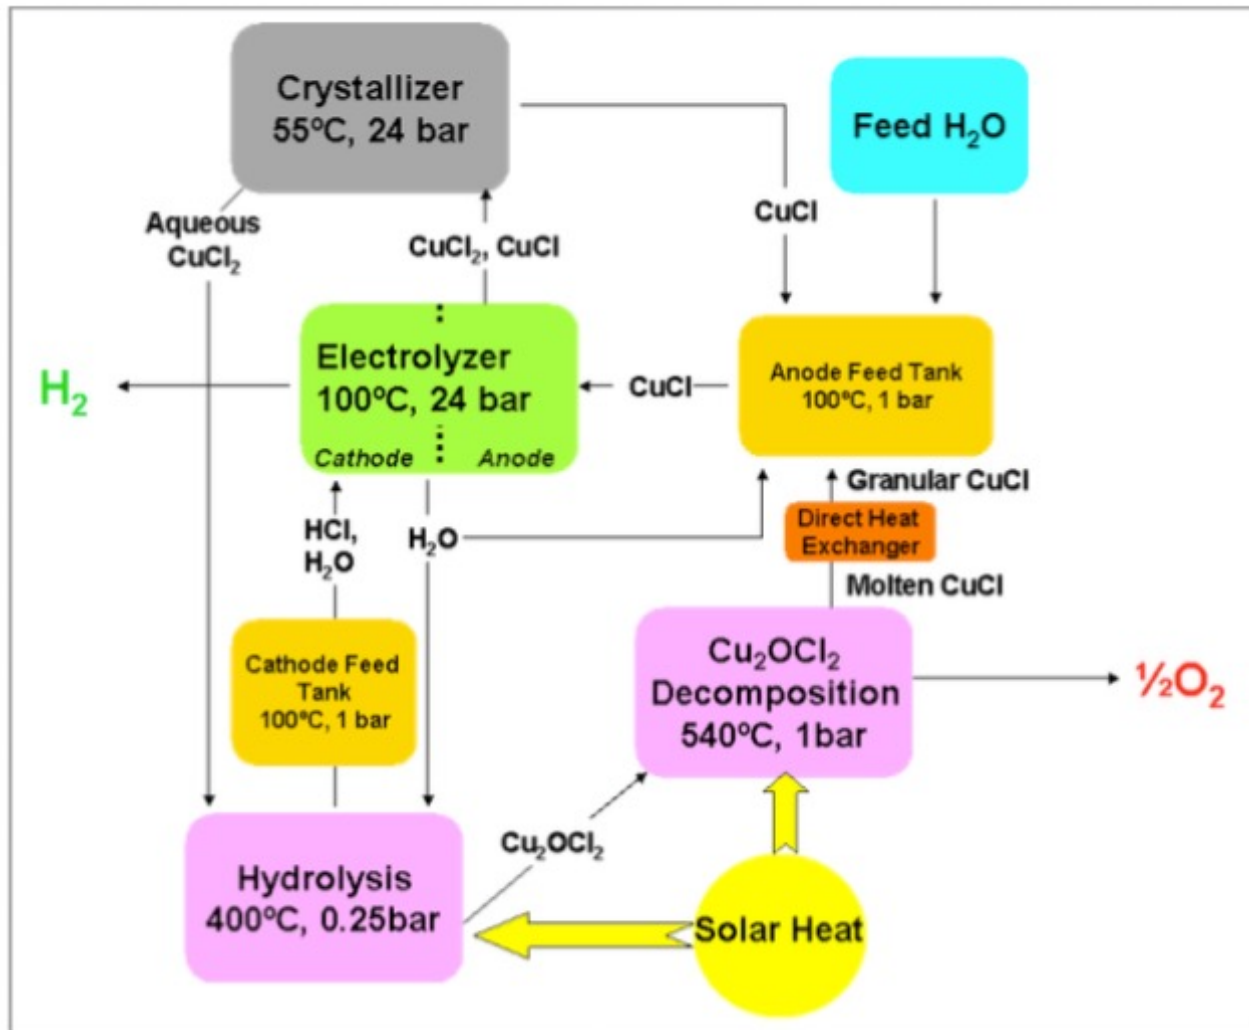 Crystallizer
55ºC, 24 bar
Feed H₂O
Aqueous
CuCl₂
CuCl₂, CuCl
CuCl
Electrolyzer
100ºC, 24 bar
Cathode
Anode
H₂
CuCl
Anode Feed Tank
100ºC, 1 bar
Granular CuCl
Direct Heat
Exchanger
Molten CuCl
HCl,
H₂O
H₂O
Cathode Feed
Tank
100ºC, 1 bar
Cu₂OCl₂
Decomposition
540ºC, 1bar
½O₂
Cu₂OCl₂
Hydrolysis
400ºC, 0.25bar
Solar Heat